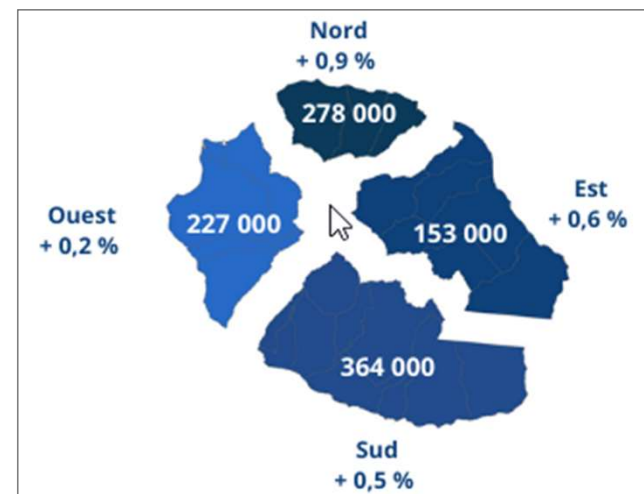 Nord
+ 0,9 %
278 000
Ouest
+ 0,2 %
227 000
Est
+ 0,6 %
153 000
364 000
Sud
+ 0,5 %